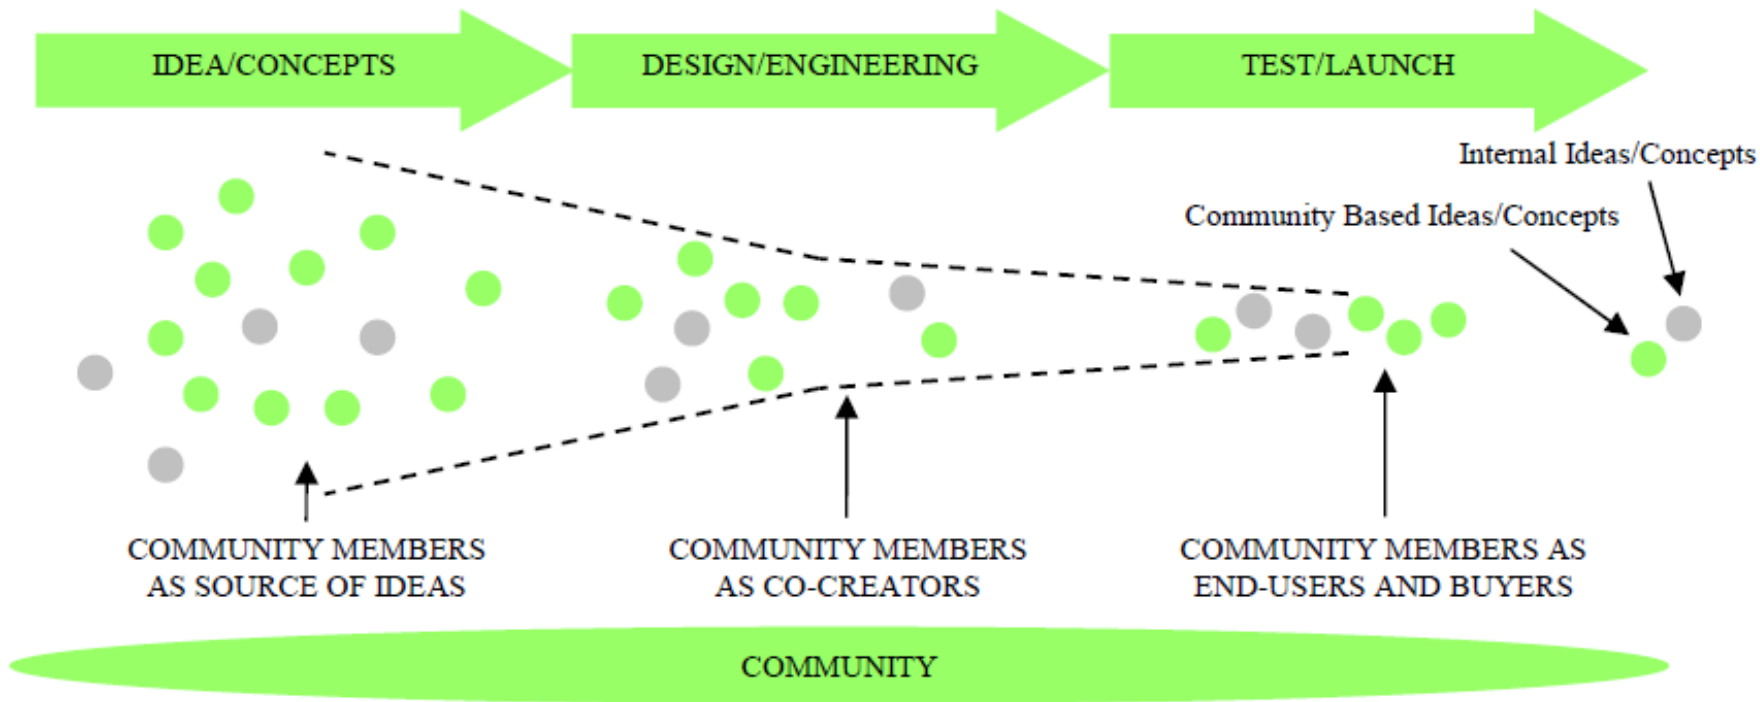 IDEA/CONCEPTS
DESIGN/ENGINEERING
TEST/LAUNCH
Internal Ideas/Concepts
Community Based Ideas/Concepts
COMMUNITY MEMBERS
AS SOURCE OF IDEAS
COMMUNITY MEMBERS
AS CO-CREATORS
COMMUNITY MEMBERS AS
END-USERS AND BUYERS
COMMUNITY